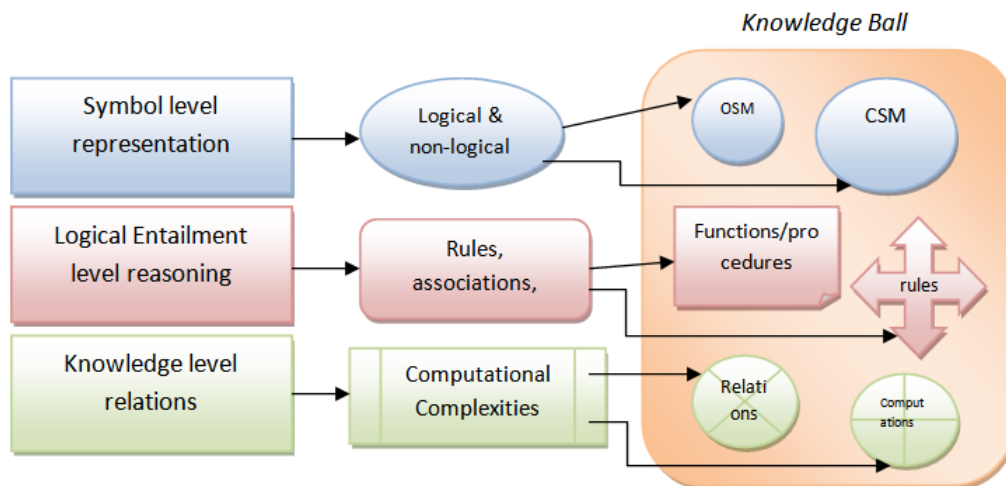 Knowledge Ball
Symbol level
representation
Logical &
non-logical
OSM
CSM
Logical Entailment
level reasoning
Rules,
associations,
Functions/pro
cedures
rules
Knowledge level
relations
Computational
Complexities
Relati
ons
Comput
ations